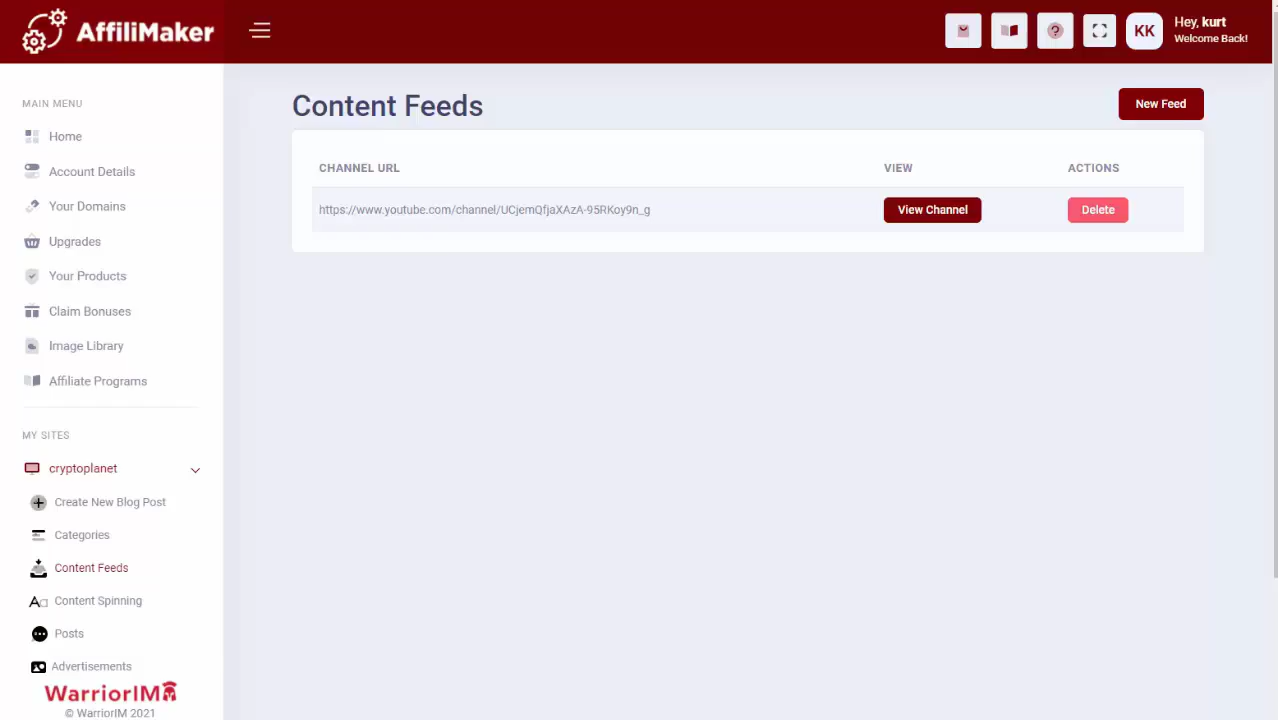 AffiliMaker
KK
Hey, kurt
Welcome Back!
MAIN MENU
Home
Account Details
Your Domains
Upgrades
Your Products
Claim Bonuses
Image Library
Affiliate Programs
MY SITES
cryptoplanet
Create New Blog Post
Categories
Content Feeds
Content Spinning
Posts
Advertisements
WarriorIM
© WarriorIM 2021
Content Feeds
New Feed
CHANNEL URL VIEW ACTIONS
https://www.youtube.com/channel/UCjemQfjaXAzA-95RKoy9n_g View Channel Delete